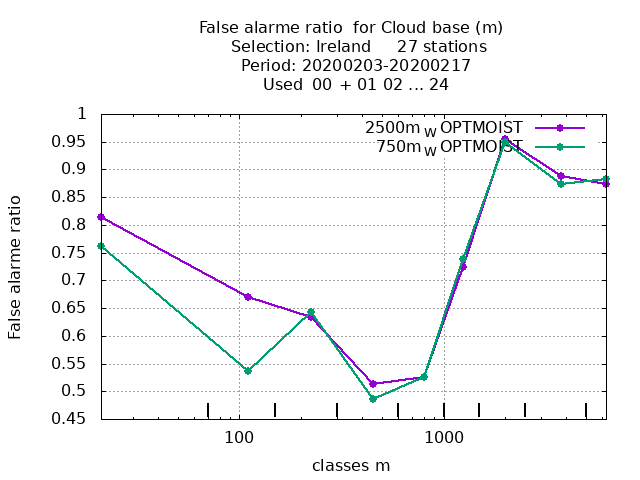 False alarme ratio  for Cloud base (m)
Selection: Ireland     27 stations
Period: 20200203-20200217
Used  00 + 01 02 ... 24
2500m W OPTMOIST
750m W OPTMOIST
1
0.95
0.9
0.85
0.8
0.75
0.7
0.65
0.6
0.55
0.5
0.45
False alarme ratio
100
1000
classes m